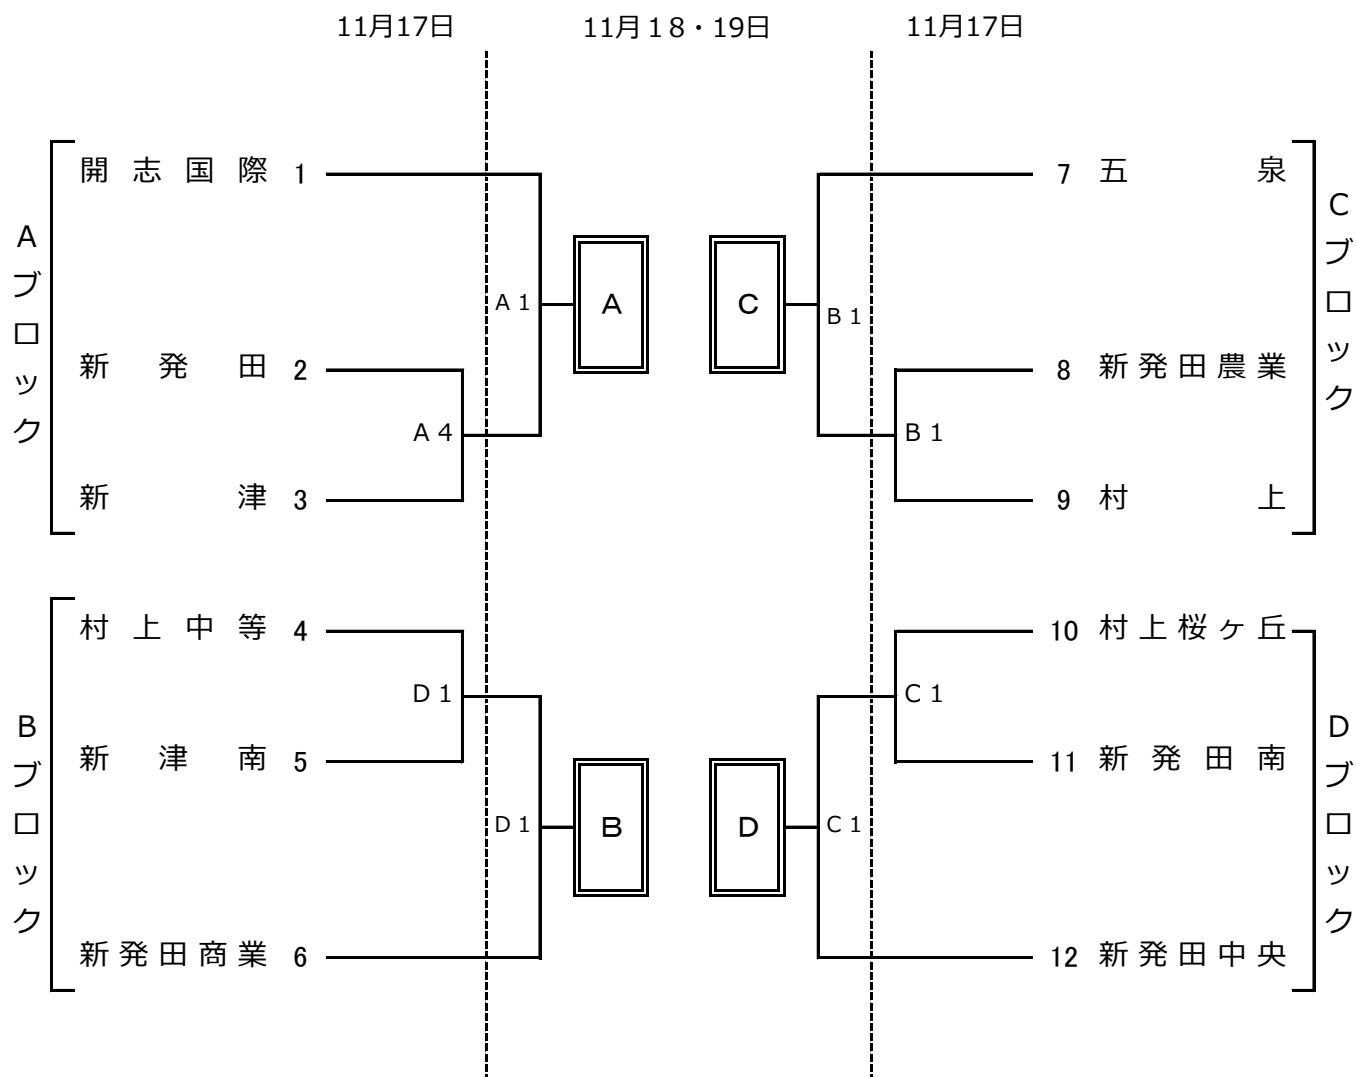 11月17日 11月18・19日 11月17日
Aブロック
開志国際 1
新発田 2
新津 3
A4
A1
A
Bブロック
村上中等 4
新津南 5
新発田商業 6
D1
D1
B
Cブロック
7 五泉
8 新発田農業
9 村上
B1
B1
C
Dブロック
10 村上桜ヶ丘
11 新発田南
12 新発田中央
C1
C1
D